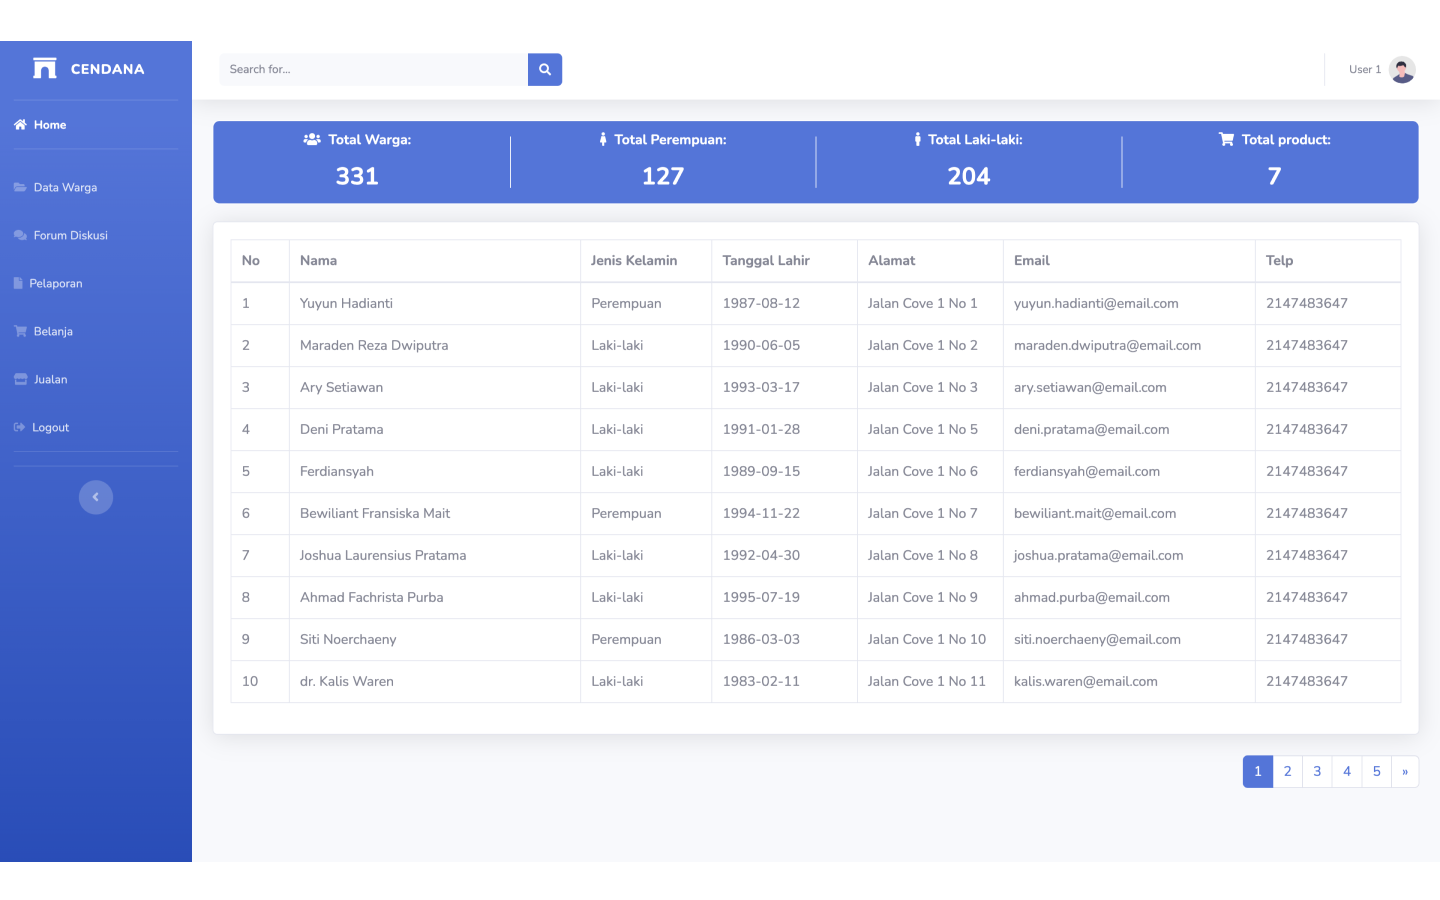 CENDANA
Search for...
User 1
Home
Data Warga
Forum Diskusi
Pelaporan
Belanja
Jualan
Logout
Total Warga: Total Perempuan: Total Laki-laki: Total product:
331 127 204 7
No Nama Jenis Kelamin Tanggal Lahir Alamat Email Telp
1 Yuyun Hadianti Perempuan 1987-08-12 Jalan Cove 1 No 1 yuyun.hadianti@email.com 2147483647
2 Maraden Reza Dwiputra Laki-laki 1990-06-05 Jalan Cove 1 No 2 maraden.dwiputra@email.com 2147483647
3 Ary Setiawan Laki-laki 1993-03-17 Jalan Cove 1 No 3 ary.setiawan@email.com 2147483647
4 Deni Pratama Laki-laki 1991-01-28 Jalan Cove 1 No 5 deni.pratama@email.com 2147483647
5 Ferdiansyah Laki-laki 1989-09-15 Jalan Cove 1 No 6 ferdiansyah@email.com 2147483647
6 Bewiliant Fransiska Mait Perempuan 1994-11-22 Jalan Cove 1 No 7 bewiliant.mait@email.com 2147483647
7 Joshua Laurensius Pratama Laki-laki 1992-04-30 Jalan Cove 1 No 8 joshua.pratama@email.com 2147483647
8 Ahmad Fachrista Purba Laki-laki 1995-07-19 Jalan Cove 1 No 9 ahmad.purba@email.com 2147483647
9 Siti Noerchaeny Perempuan 1986-03-03 Jalan Cove 1 No 10 siti.noerchaeny@email.com 2147483647
10 dr. Kalis Waren Laki-laki 1983-02-11 Jalan Cove 1 No 11 kalis.waren@email.com 2147483647
1 2 3 4 5 »